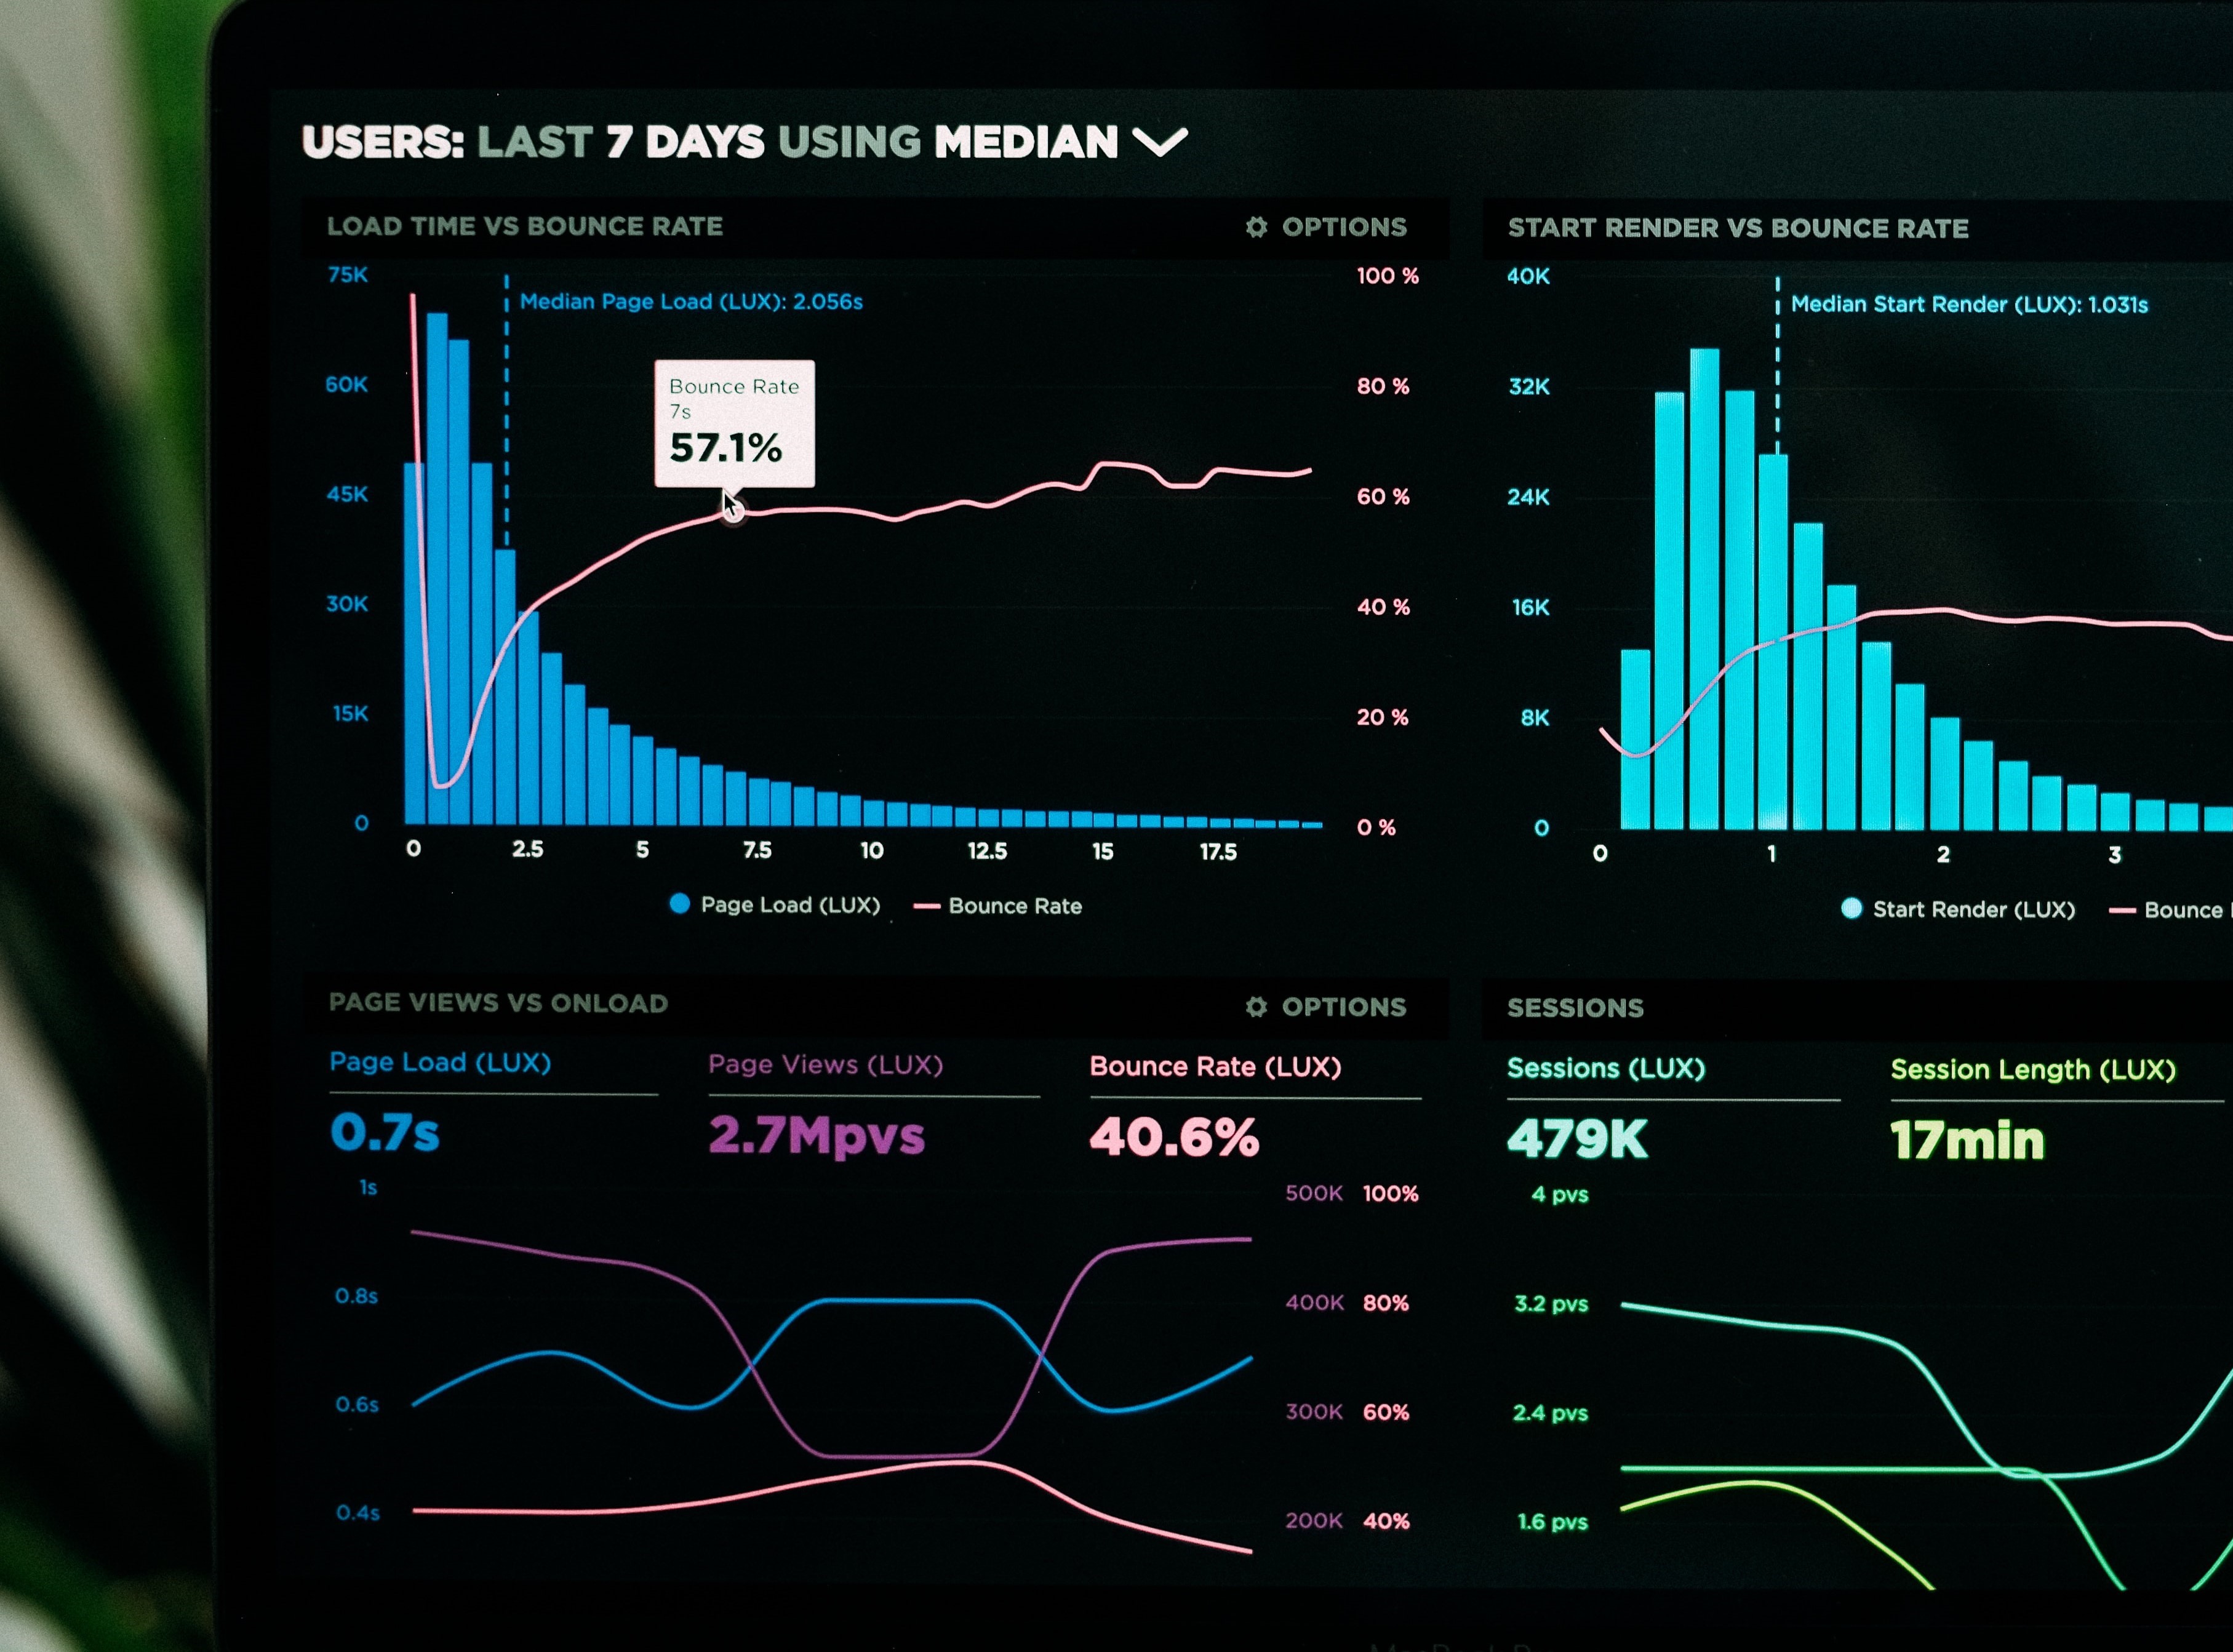 USERS: LAST 7 DAYS USING MEDIAN
LOAD TIME VS BOUNCE RATE
OPTIONS
75K
60K
45K
30K
15K
0
Median Page Load (LUX): 2.056s
Bounce Rate
7s
57.1%
100 %
80 %
60 %
40 %
20 %
0 %
0 2.5 5 7.5 10 12.5 15 17.5
Page Load (LUX) Bounce Rate
START RENDER VS BOUNCE RATE
40K
32K
24K
16K
8K
0
Median Start Render (LUX): 1.031s
0 1 2 3
Start Render (LUX) Bounce
PAGE VIEWS VS ONLOAD
OPTIONS
Page Load (LUX)
0.7s
Page Views (LUX)
2.7Mpvs
Bounce Rate (LUX)
40.6%
1s
0.8s
0.6s
0.4s
500K 100%
400K 80%
300K 60%
200K 40%
SESSIONS
Sessions (LUX)
479K
Session Length (LUX)
17min
4 pvs
3.2 pvs
2.4 pvs
1.6 pvs